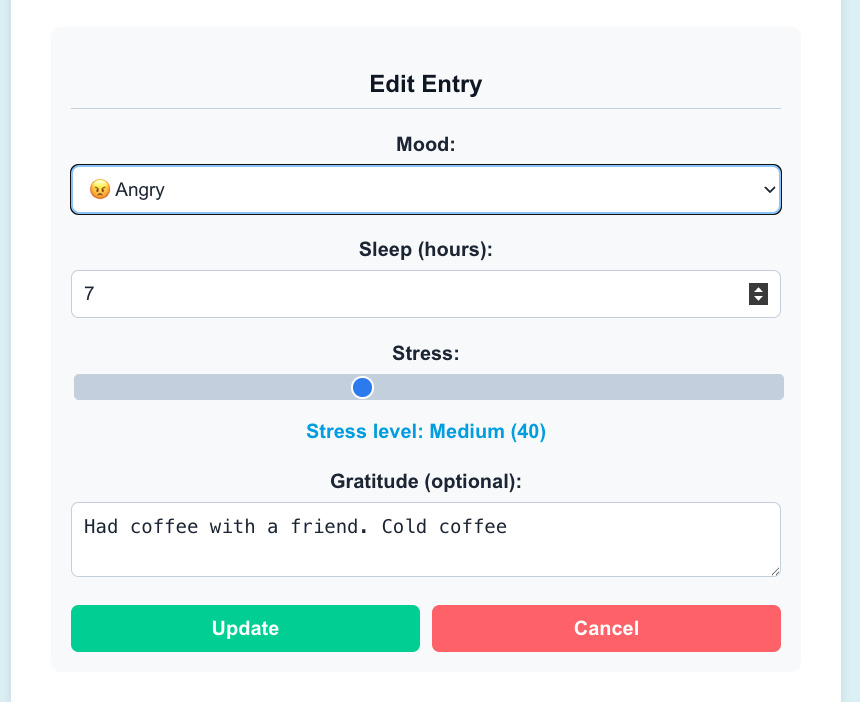 Edit Entry
Mood:
😠 Angry
Sleep (hours):
7
Stress:
Stress level: Medium (40)
Gratitude (optional):
Had coffee with a friend. Cold coffee
Update
Cancel